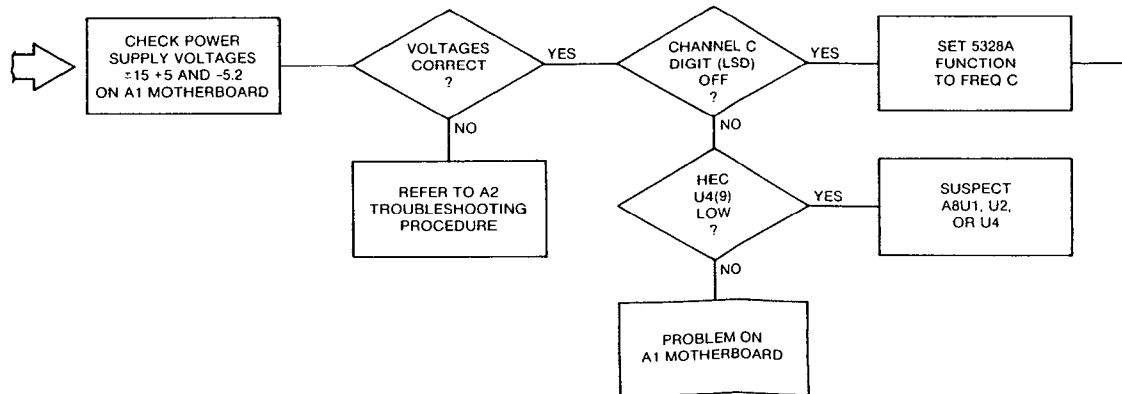 CHECK POWER
SUPPLY VOLTAGES
±15 +5 AND -5.2
ON A1 MOTHERBOARD
VOLTAGES
CORRECT
?
YES
NO
REFER TO A2
TROUBLESHOOTING
PROCEDURE
CHANNEL C
DIGIT (LSD)
OFF
?
YES
NO
SET 5328A
FUNCTION
TO FREQ C
HEC
U4(9)
LOW
?
YES
NO
SUSPECT
A8U1, U2,
OR U4
PROBLEM ON
A1 MOTHERBOARD